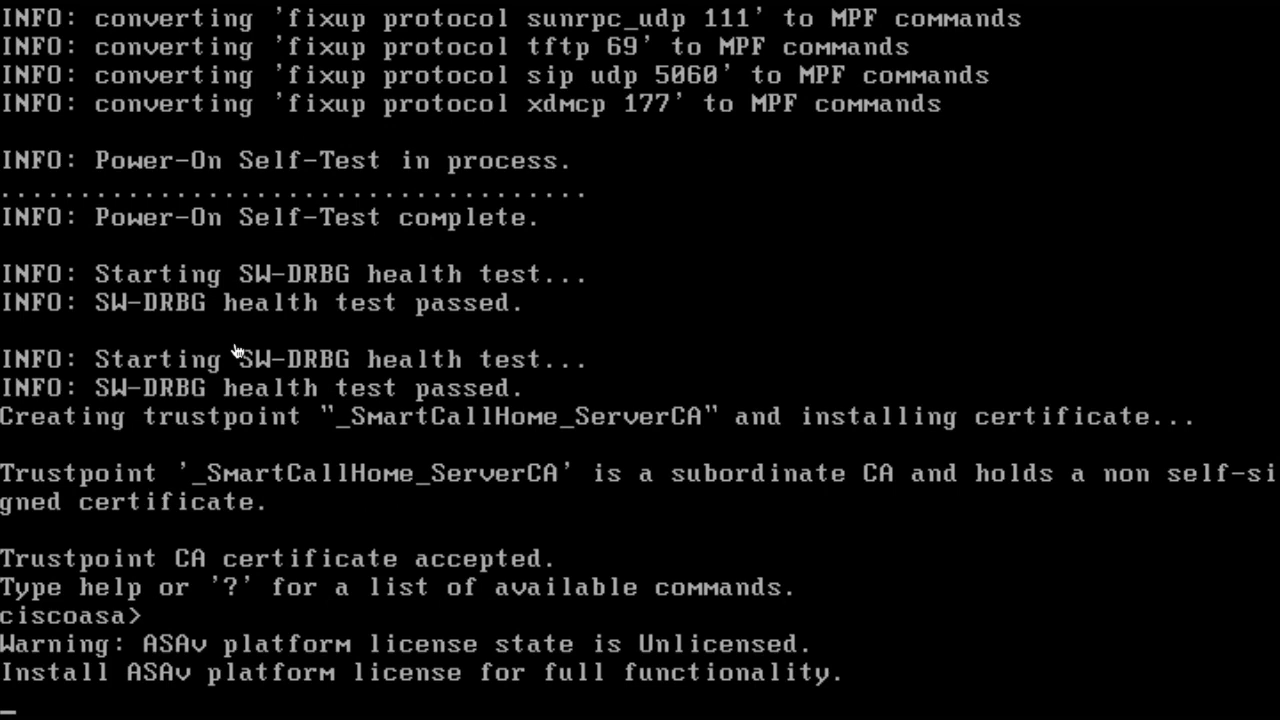 INFO: converting 'fixup protocol sunrpc_udp 111' to MPF commands
INFO: converting 'fixup protocol tftp 69' to MPF commands
INFO: converting 'fixup protocol sip udp 5060' to MPF commands
INFO: converting 'fixup protocol xdmcp 177' to MPF commands
INFO: Power-On Self-Test in process.
.....................................
INFO: Power-On Self-Test complete.
INFO: Starting SW-DRBG health test...
INFO: SW-DRBG health test passed.
INFO: Starting SW-DRBG health test...
INFO: SW-DRBG health test passed.
Creating trustpoint "_SmartCallHome_ServerCA" and installing certificate...
Trustpoint '_SmartCallHome_ServerCA' is a subordinate CA and holds a non self-si
gned certificate.
Trustpoint CA certificate accepted.
Type help or '?' for a list of available commands.
ciscoasa>
Warning: ASAv platform license state is Unlicensed.
Install ASAv platform license for full functionality.